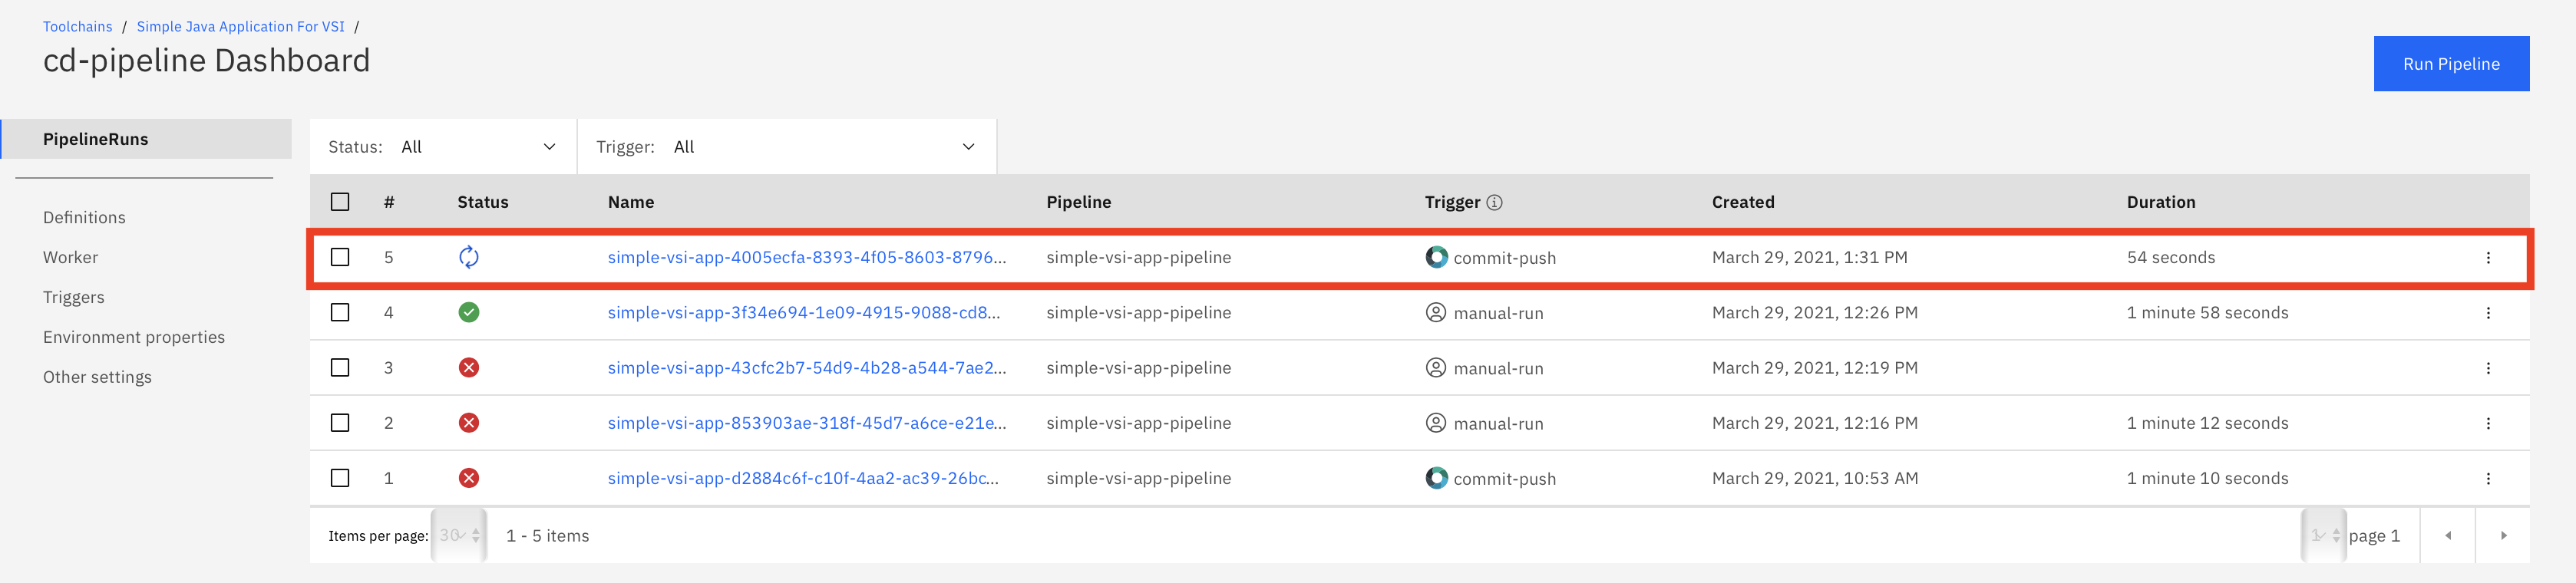 Toolchains / Simple Java Application For VSI /
cd-pipeline Dashboard
Run Pipeline
PipelineRuns
Definitions
Worker
Triggers
Environment properties
Other settings
Status: All Trigger: All
# Status Name Pipeline Trigger Created Duration
5 simple-vsi-app-4005ecfa-8393-4f05-8603-8796... simple-vsi-app-pipeline commit-push March 29, 2021, 1:31 PM 54 seconds
4 simple-vsi-app-3f34e694-1e09-4915-9088-cd8... simple-vsi-app-pipeline manual-run March 29, 2021, 12:26 PM 1 minute 58 seconds
3 simple-vsi-app-43cfc2b7-54d9-4b28-a544-7ae2... simple-vsi-app-pipeline manual-run March 29, 2021, 12:19 PM
2 simple-vsi-app-853903ae-318f-45d7-a6ce-e21e... simple-vsi-app-pipeline manual-run March 29, 2021, 12:16 PM 1 minute 12 seconds
1 simple-vsi-app-d2884c6f-c10f-4aa2-ac39-26bc... simple-vsi-app-pipeline commit-push March 29, 2021, 10:53 AM 1 minute 10 seconds
Items per page: 30 1 - 5 items 1 page 1